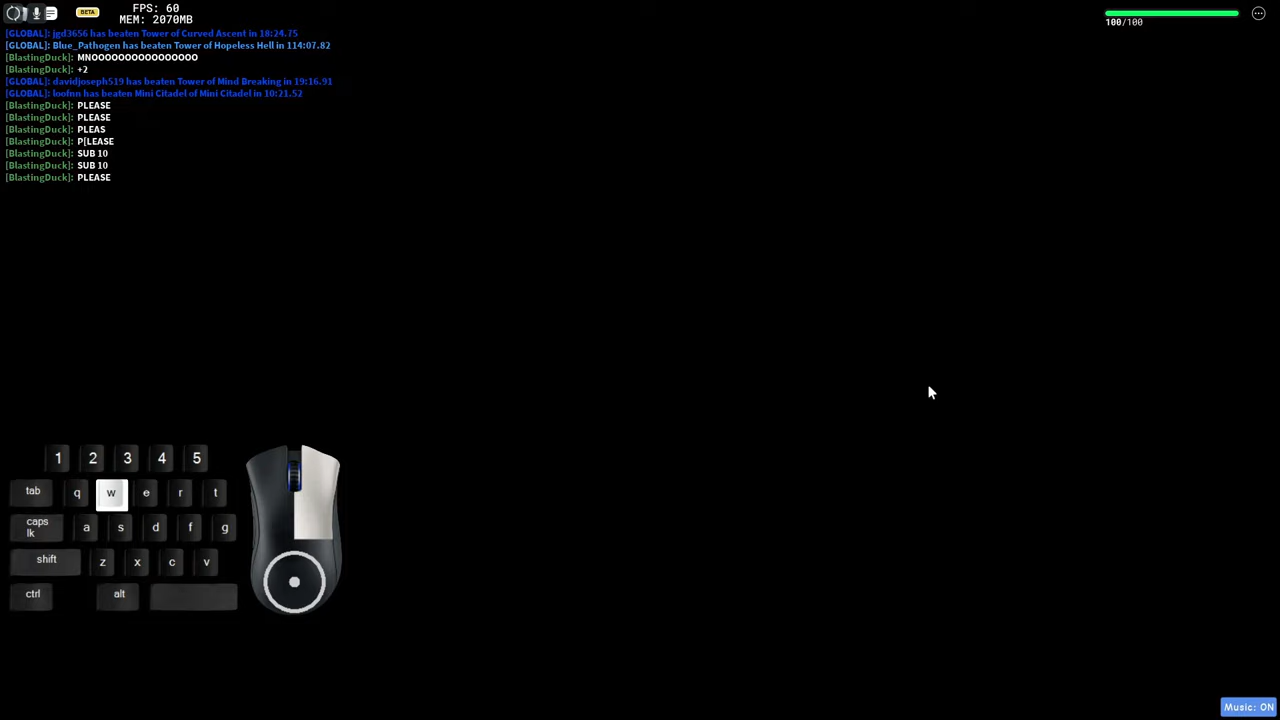 FPS: 60
BETA
MEM: 2070MB
100/100
[GLOBAL]: jgd3656 has beaten Tower of Curved Ascent in 18:24.75
[GLOBAL]: Blue_Pathogen has beaten Tower of Hopeless Hell in 114:07.82
[BlastingDuck]: MNOOOOOOOOOOOOOOOO
[BlastingDuck]: +2
[GLOBAL]: davidjoseph519 has beaten Tower of Mind Breaking in 19:16.91
[GLOBAL]: loofnn has beaten Mini Citadel of Mini Citadel in 10:21.52
[BlastingDuck]: PLEASE
[BlastingDuck]: PLEASE
[BlastingDuck]: PLEAS
[BlastingDuck]: P[LEASE
[BlastingDuck]: SUB 10
[BlastingDuck]: SUB 10
[BlastingDuck]: PLEASE
1 2 3 4 5
tab q w e r t
caps lk a s d f g
shift z x c v
ctrl alt
Music: ON